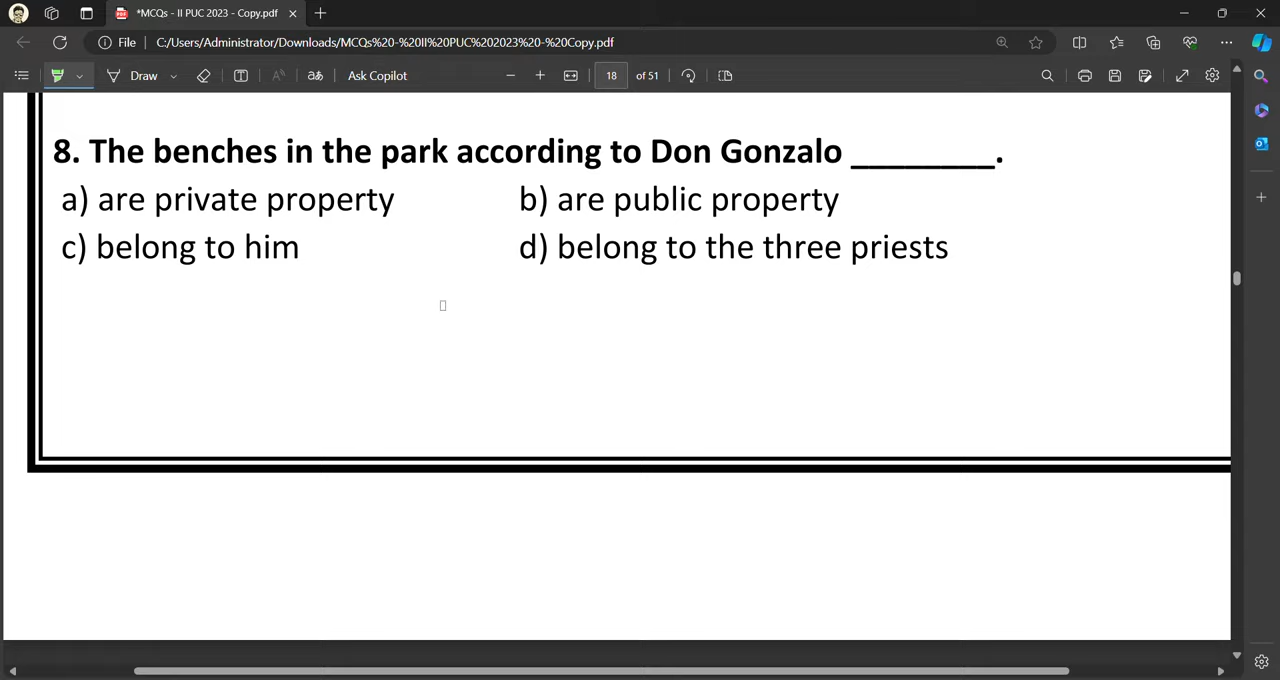 *MCQs - II PUC 2023 - Copy.pdf
File
C:/Users/Administrator/Downloads/MCQs%20-%20II%20PUC%202023%20-%20Copy.pdf
Draw
Ask Copilot
18 of 51
8. The benches in the park according to Don Gonzalo ________.
a) are private property b) are public property
c) belong to him d) belong to the three priests